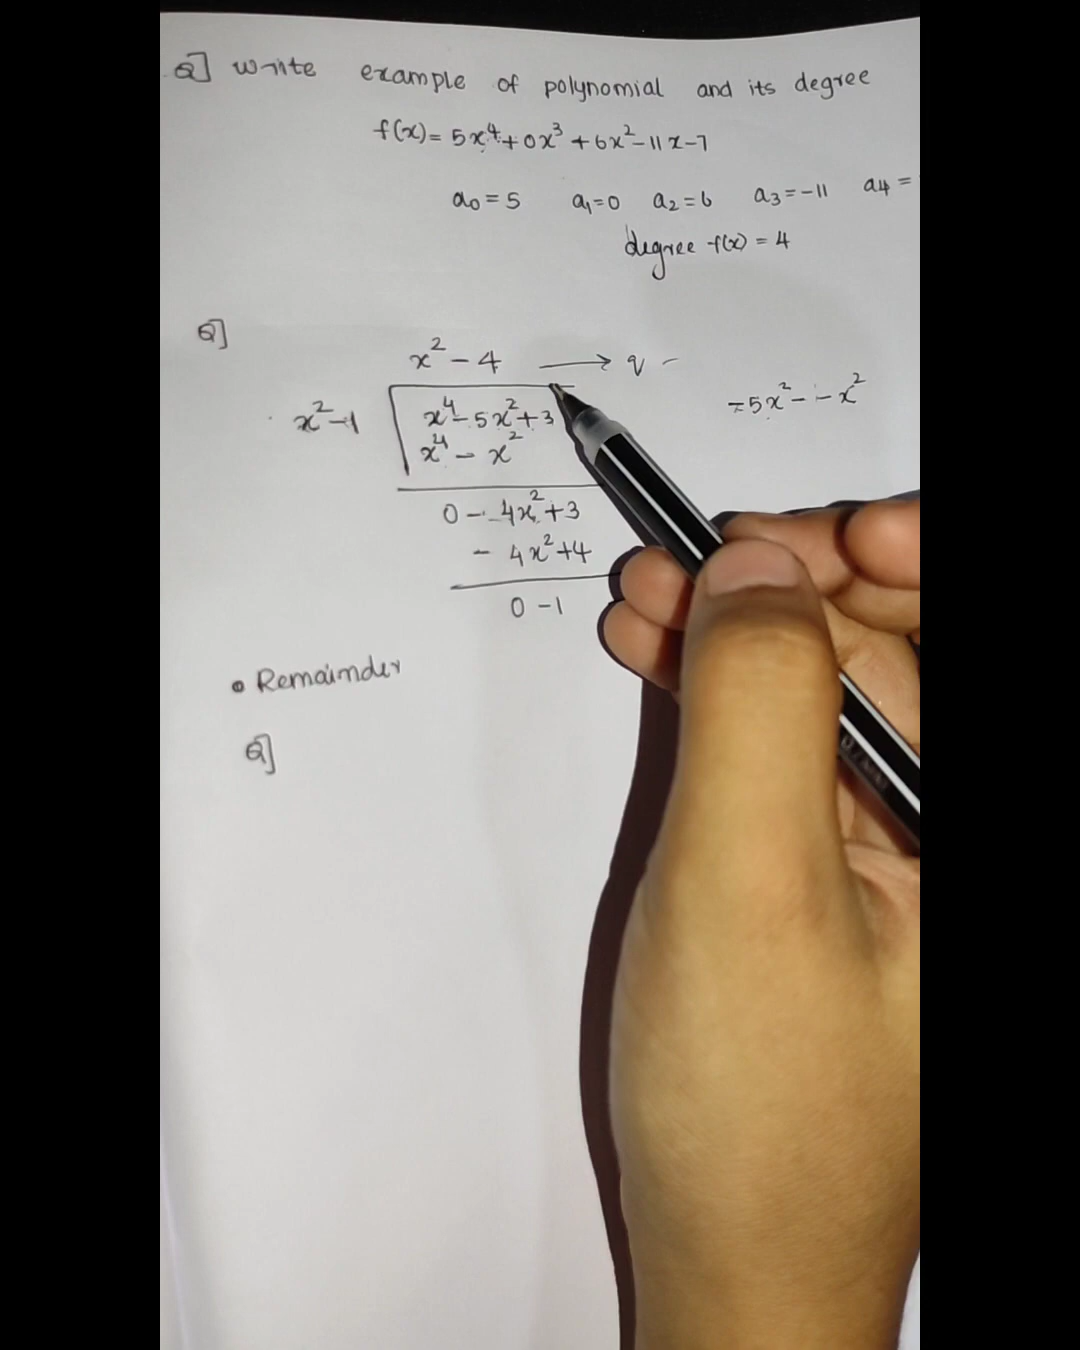 Q] Write example of polynomial and its degree
f(x) = 5x⁴ + 0x³ + 6x² - 11x - 7
a₀ = 5 a₁ = 0 a₂ = 6 a₃ = -11 a₄ =
degree f(x) = 4
Q]
x² - 4 → q -
x² - 1 x⁴ - 5x² + 3
-5x² - - x²
x⁴ - x²
0 - 4x² + 3
- 4x² + 4
0 - 1
• Remainder
Q]